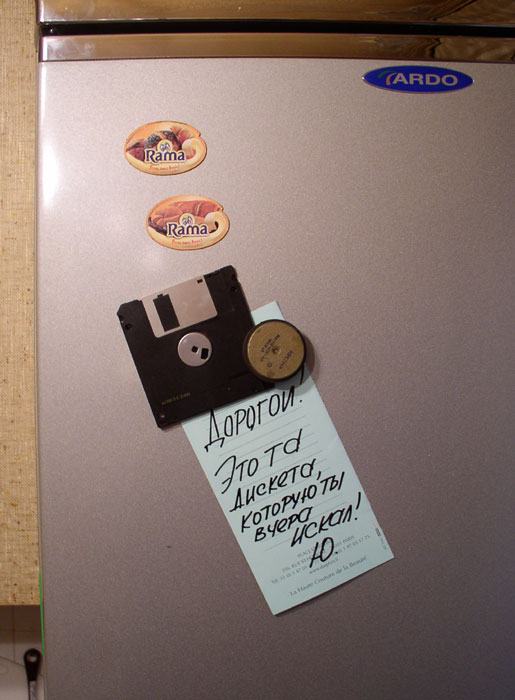 ARDO
Rama
Rama
Дорогой!
Это та
дискета,
которую ты
вчера
искал!
Ю.
La Haute Couture de la Beauté